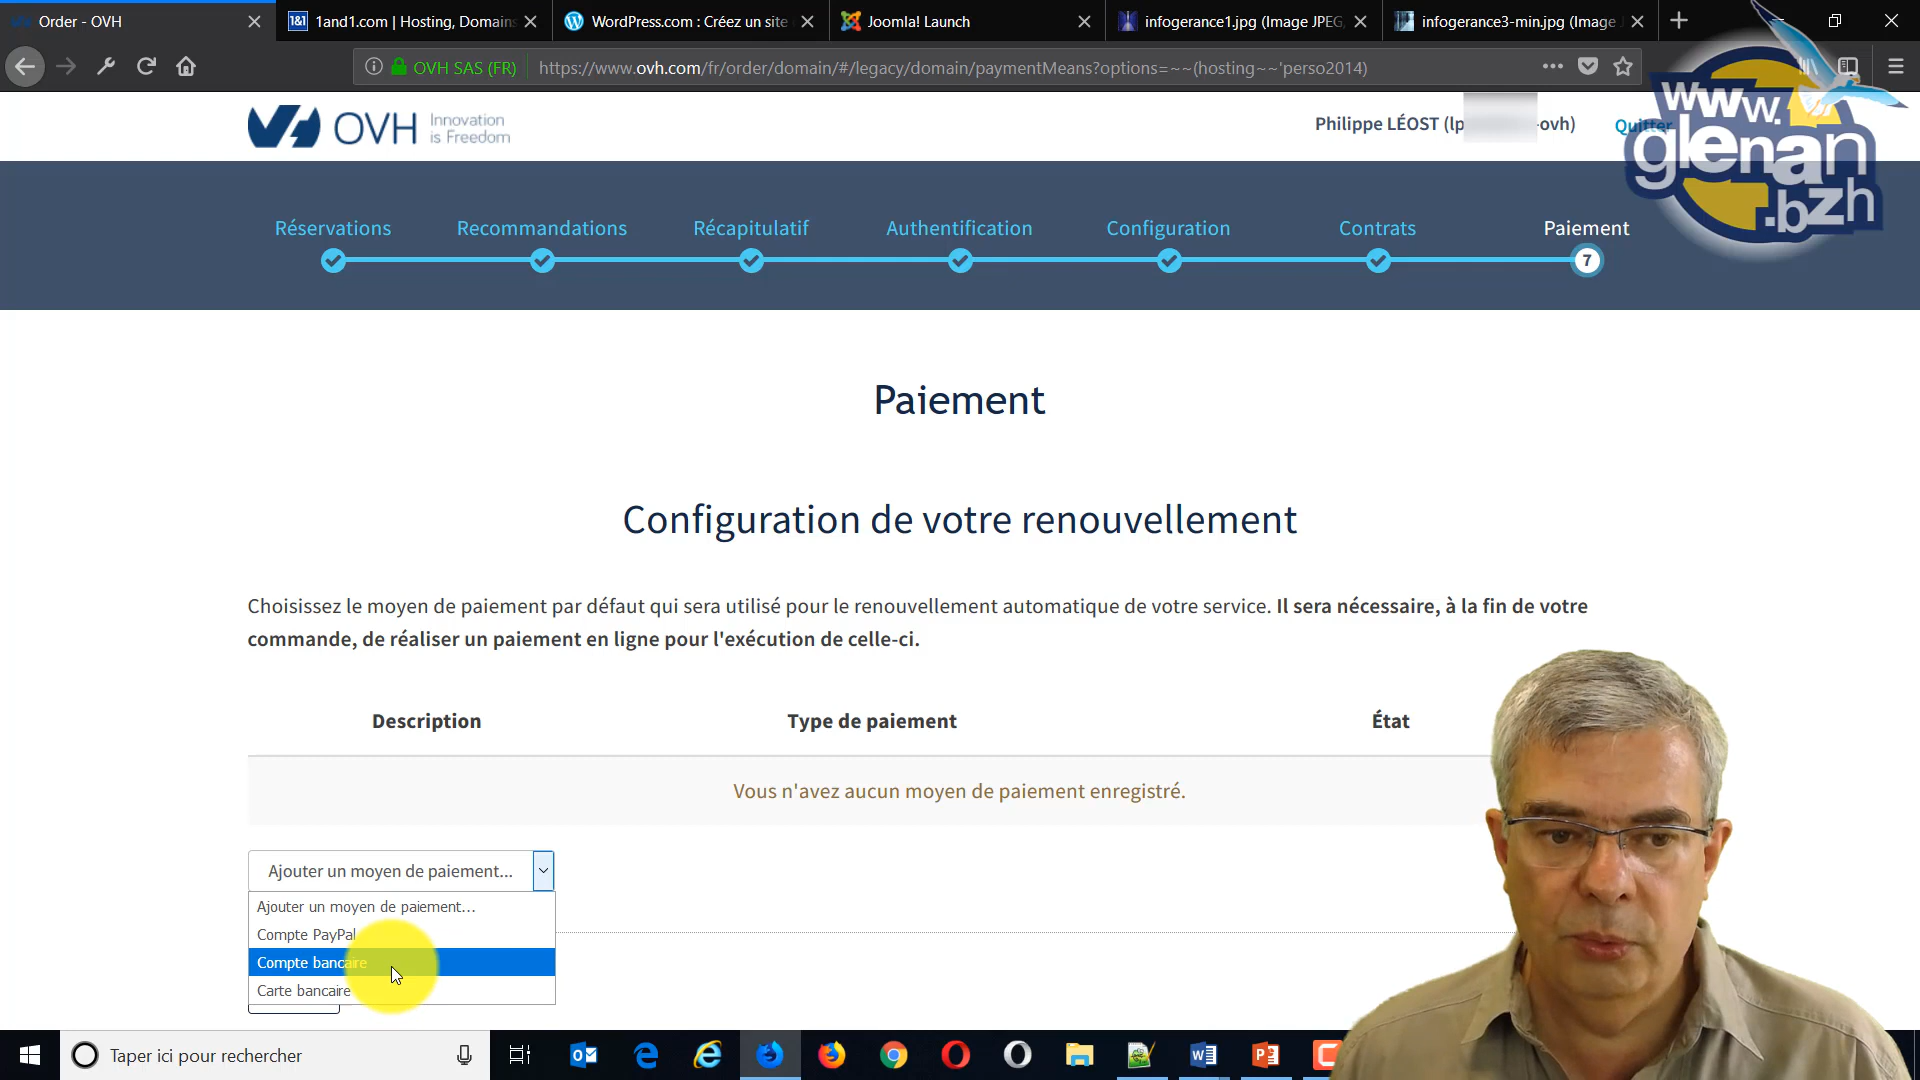 Order - OVH
1and1.com | Hosting, Domains
WordPress.com : Créez un site
Joomla! Launch
infogerance1.jpg (Image JPEG,
infogerance3-min.jpg (Image J
OVH SAS (FR)
https://www.ovh.com/fr/order/domain/#/legacy/domain/paymentMeans?options=~~(hosting~~'perso2014)
OVH Innovation
is Freedom
Philippe LÉOST (lp
-ovh)
Quitter
www.
glenan
.bzh
Réservations
Recommandations
Récapitulatif
Authentification
Configuration
Contrats
Paiement
7
Paiement
Configuration de votre renouvellement
Choisissez le moyen de paiement par défaut qui sera utilisé pour le renouvellement automatique de votre service. Il sera nécessaire, à la fin de votre
commande, de réaliser un paiement en ligne pour l'exécution de celle-ci.
Description
Type de paiement
État
Vous n'avez aucun moyen de paiement enregistré.
Ajouter un moyen de paiement...
Ajouter un moyen de paiement...
Compte PayPal
Compte bancaire
Carte bancaire
Taper ici pour rechercher